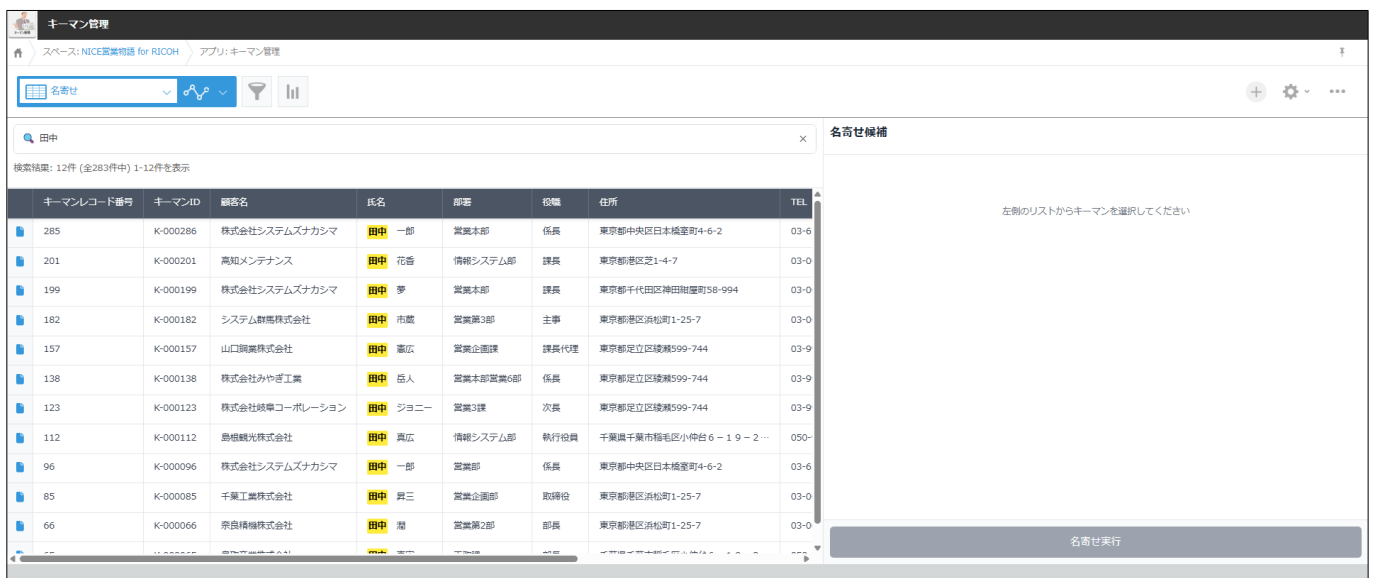 キーマン管理
スペース: NICE営業物語 for RICOH アプリ: キーマン管理
名寄せ
田中 ×
名寄せ候補
検索結果: 12件 (全283件中) 1-12件を表示
キーマンレコード番号 キーマンID 顧客名 氏名 部署 役職 住所 TEL
左側のリストからキーマンを選択してください
285 K-000286 株式会社システムズナカシマ 田中 一郎 営業本部 係長 東京都中央区日本橋室町4-6-2 03-6
201 K-000201 高知メンテナンス 田中 花香 情報システム部 課長 東京都港区芝1-4-7 03-0
199 K-000199 株式会社システムズナカシマ 田中 夢 営業本部 課長 東京都千代田区神田紺屋町58-994 03-0
182 K-000182 システム群馬株式会社 田中 市蔵 営業第3部 主事 東京都港区浜松町1-25-7 03-0
157 K-000157 山口鋼業株式会社 田中 憲広 営業企画課 課長代理 東京都足立区綾瀬599-744 03-9
138 K-000138 株式会社みやぎ工業 田中 岳人 営業本部営業6部 係長 東京都足立区綾瀬599-744 03-9
123 K-000123 株式会社岐阜コーポレーション 田中 ジョニー 営業3課 次長 東京都足立区綾瀬599-744 03-9
112 K-000112 島根観光株式会社 田中 真広 情報システム部 執行役員 千葉県千葉市稲毛区小仲台6－19－2… 050-
96 K-000096 株式会社システムズナカシマ 田中 一郎 営業部 係長 東京都中央区日本橋室町4-6-2 03-6
85 K-000085 千葉工業株式会社 田中 昇三 営業企画部 取締役 東京都港区浜松町1-25-7 03-0
66 K-000066 奈良精機株式会社 田中 潤 営業第2部 部長 東京都港区浜松町1-25-7 03-0
名寄せ実行